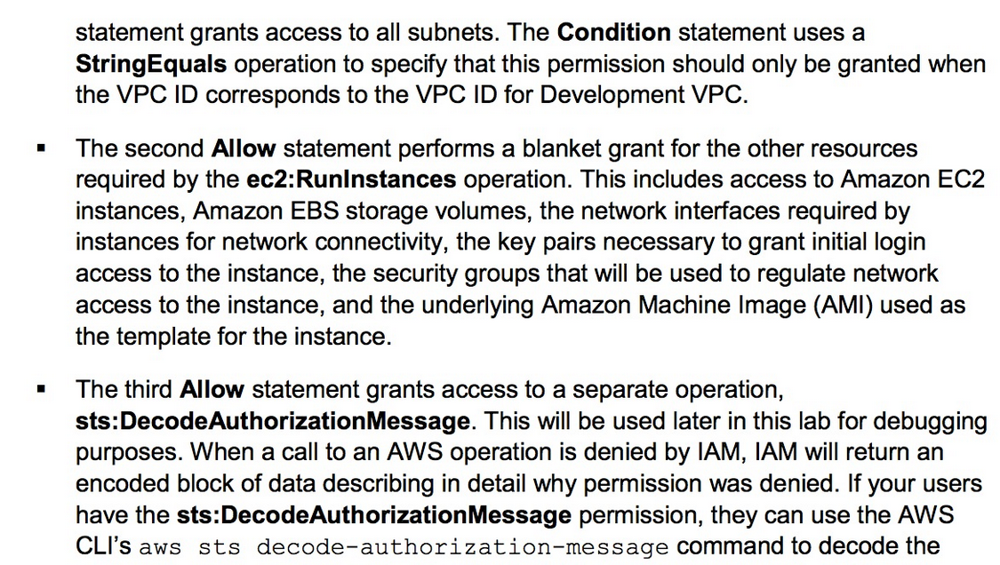 statement grants access to all subnets. The Condition statement uses a
StringEquals operation to specify that this permission should only be granted when
the VPC ID corresponds to the VPC ID for Development VPC.
▪ The second Allow statement performs a blanket grant for the other resources
required by the ec2:RunInstances operation. This includes access to Amazon EC2
instances, Amazon EBS storage volumes, the network interfaces required by
instances for network connectivity, the key pairs necessary to grant initial login
access to the instance, the security groups that will be used to regulate network
access to the instance, and the underlying Amazon Machine Image (AMI) used as
the template for the instance.
▪ The third Allow statement grants access to a separate operation,
sts:DecodeAuthorizationMessage. This will be used later in this lab for debugging
purposes. When a call to an AWS operation is denied by IAM, IAM will return an
encoded block of data describing in detail why permission was denied. If your users
have the sts:DecodeAuthorizationMessage permission, they can use the AWS
CLI’s aws sts decode-authorization-message command to decode the